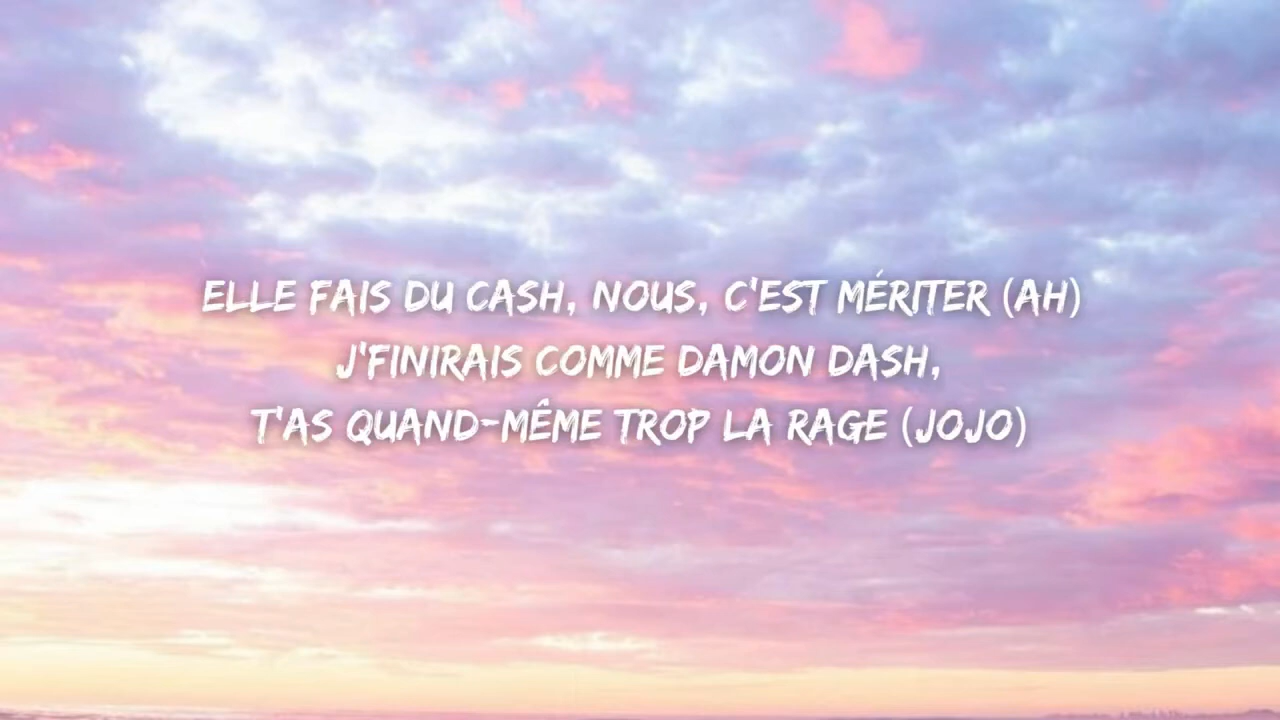 ELLE FAIS DU CASH, NOUS, C'EST MÉRITER (AH)
J'FINIRAIS COMME DAMON DASH,
T'AS QUAND-MÊME TROP LA RAGE (JOJO)